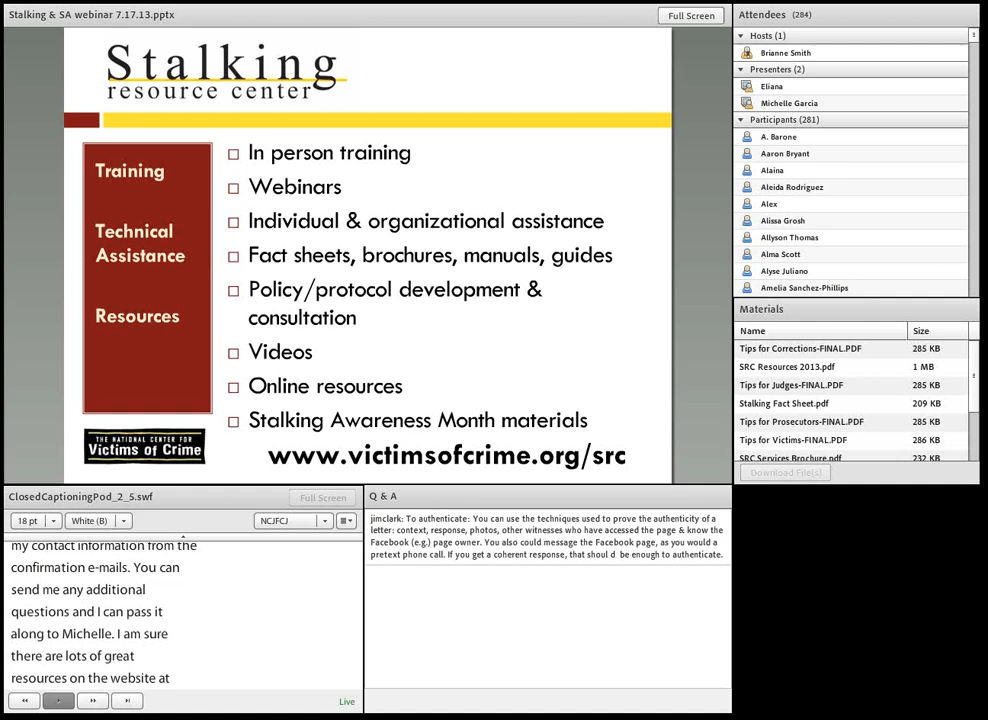 Stalking & SA webinar 7.17.13.pptx
Full Screen
Stalking
resource center
Training
Technical
Assistance
Resources
In person training
Webinars
Individual & organizational assistance
Fact sheets, brochures, manuals, guides
Policy/protocol development &
consultation
Videos
Online resources
Stalking Awareness Month materials
THE NATIONAL CENTER FOR
Victims of Crime
www.victimsofcrime.org/src
Attendees (284)
Hosts (1)
Brianne Smith
Presenters (2)
Eliana
Michelle Garcia
Participants (281)
A. Barone
Aaron Bryant
Alaina
Aleida Rodriguez
Alex
Alissa Grosh
Allyson Thomas
Alma Scott
Alyse Juliano
Amelia Sanchez-Phillips
Materials
Name Size
Tips for Corrections-FINAL.PDF 285 KB
SRC Resources 2013.pdf 1 MB
Tips for Judges-FINAL.PDF 285 KB
Stalking Fact Sheet.pdf 209 KB
Tips for Prosecutors-FINAL.PDF 285 KB
Tips for Victims-FINAL.PDF 286 KB
SRC Services Brochure.pdf 232 KB
Download File(s)
ClosedCaptioningPod_2_5.swf
Full Screen
18 pt White (B) NCJFCJ
my contact information from the
confirmation e-mails. You can
send me any additional
questions and I can pass it
along to Michelle. I am sure
there are lots of great
resources on the website at
Live
Q & A
jimclark: To authenticate: You can use the techniques used to prove the authenticity of a
letter: context, response, photos, other witnesses who have accessed the page & know the
Facebook (e.g.) page owner. You also could message the Facebook page, as you would a
pretext phone call. If you get a coherent response, that shoul d be enough to authenticate.